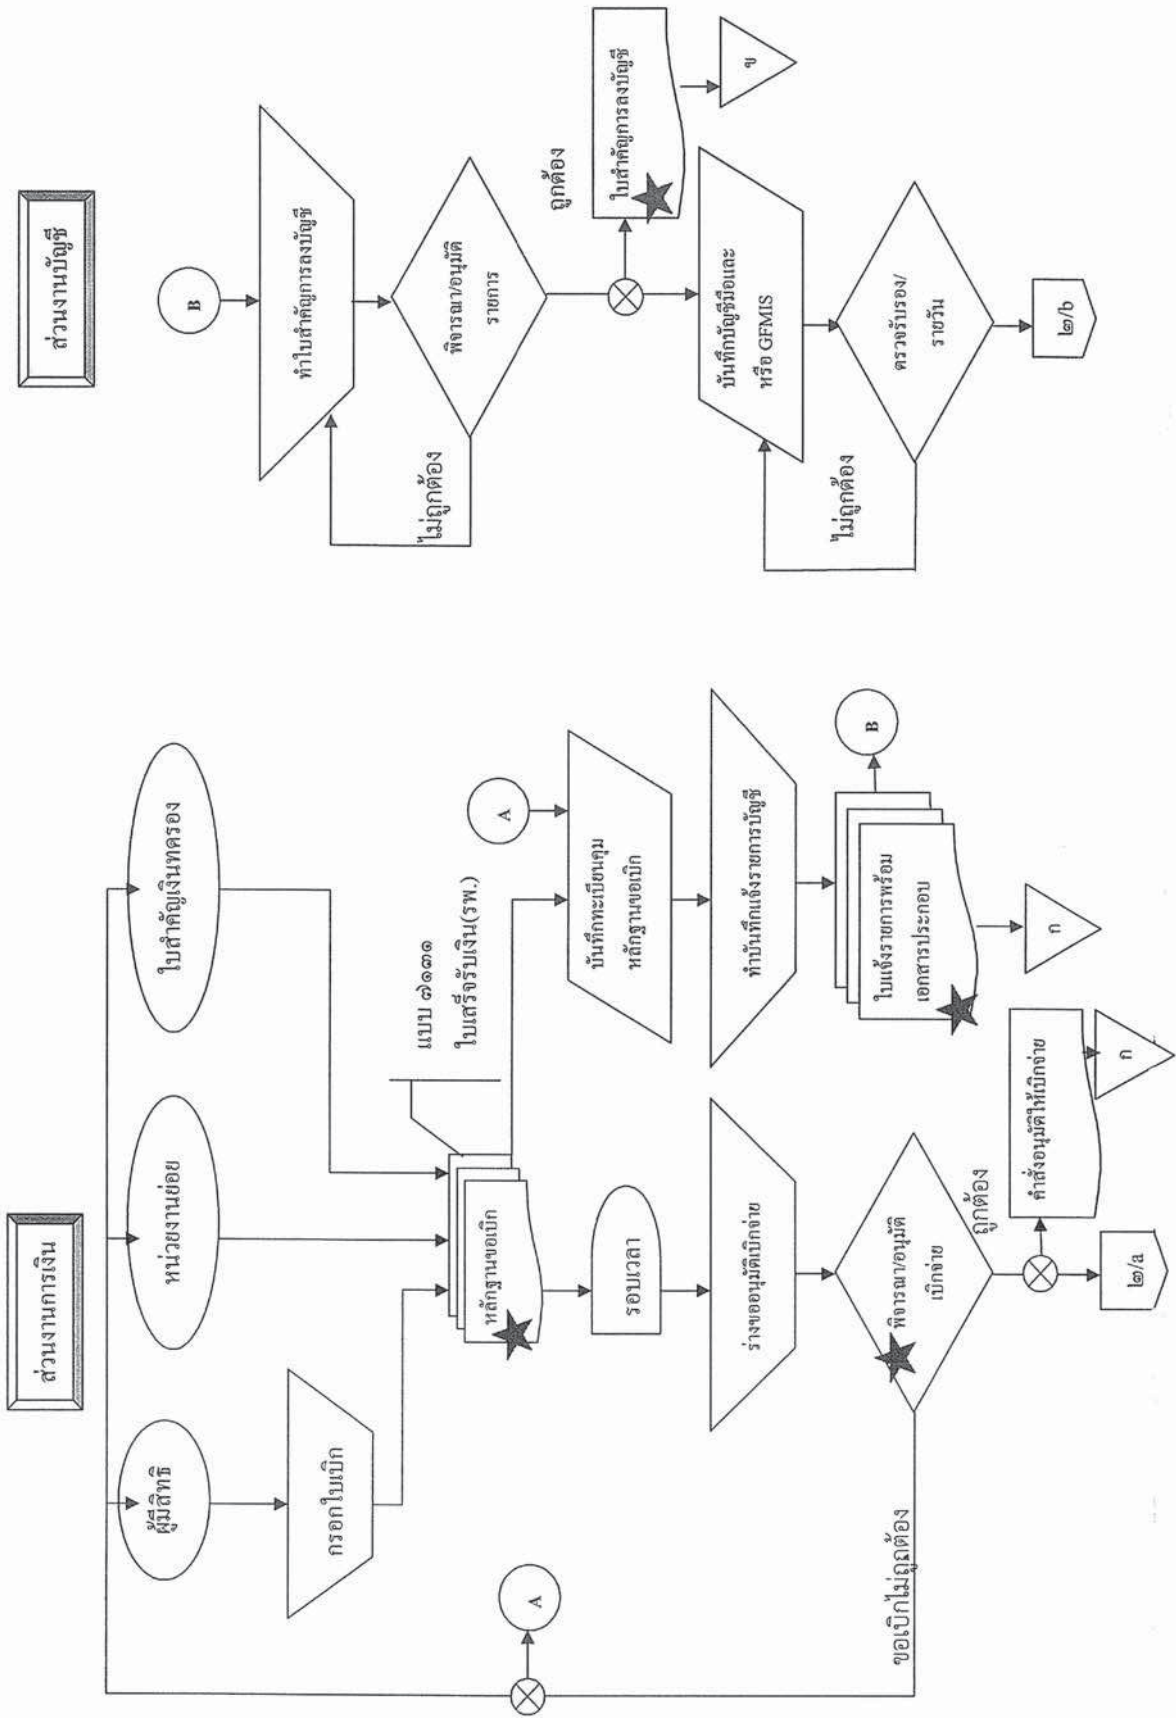 ส่วนงานการเงิน
ผู้มีสิทธิ
หน่วยงานย่อย
ใบสำคัญเงินทดรอง
กรอกใบเบิก
แบบ ๗๑๓๑
ใบเสร็จรับเงิน(รพ.)
หลักฐานขอเบิก
A
A
รอบเวลา
บันทึกทะเบียนคุม
หลักฐานขอเบิก
ร่างขออนุมัติเบิกจ่าย
ทำบันทึกแจ้งรายการบัญชี
พิจารณา/อนุมัติ
เบิกจ่าย
ขอเบิกไม่ถูกต้อง
ถูกต้อง
ใบแจ้งรายการพร้อม
เอกสารประกอบ
B
ก
คำสั่งอนุมัติให้เบิกจ่าย
ก
๒/a
ส่วนงานบัญชี
B
ทำใบสำคัญการลงบัญชี
พิจารณา/อนุมัติ
รายการ
ไม่ถูกต้อง
ถูกต้อง
ใบสำคัญการลงบัญชี
ข
บันทึกบัญชีมือและ
หรือ GFMIS
ไม่ถูกต้อง
ตรวจรับรอง/
รายวัน
๒/b